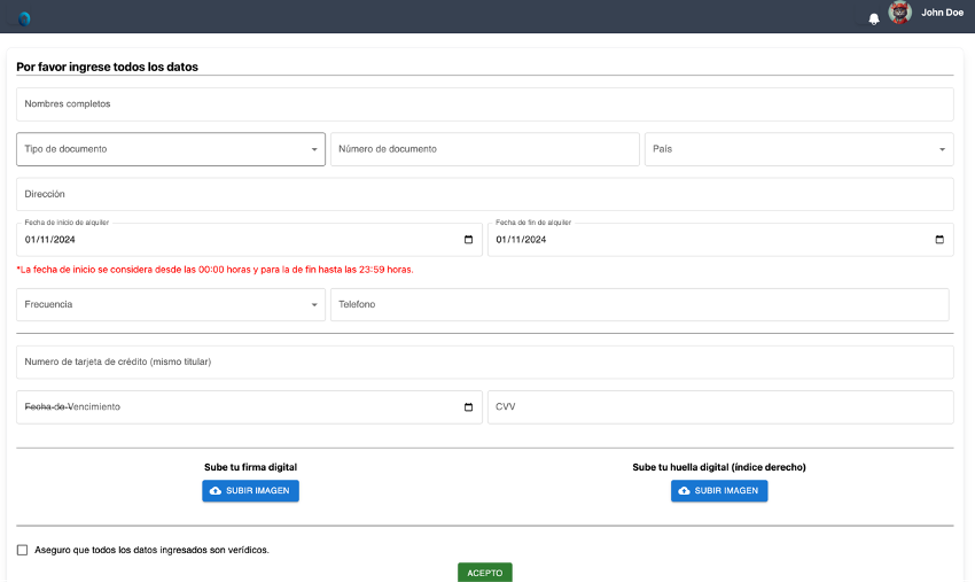 John Doe
Por favor ingrese todos los datos
Nombres completos
Tipo de documento Número de documento País
Dirección
Fecha de inicio de alquiler Fecha de fin de alquiler
01/11/2024 01/11/2024
*La fecha de inicio se considera desde las 00:00 horas y para la de fin hasta las 23:59 horas.
Frecuencia Telefono
Numero de tarjeta de crédito (mismo titular)
Fecha de Vencimiento CVV
Sube tu firma digital Sube tu huella digital (índice derecho)
SUBIR IMAGEN SUBIR IMAGEN
Aseguro que todos los datos ingresados son verídicos.
ACEPTO